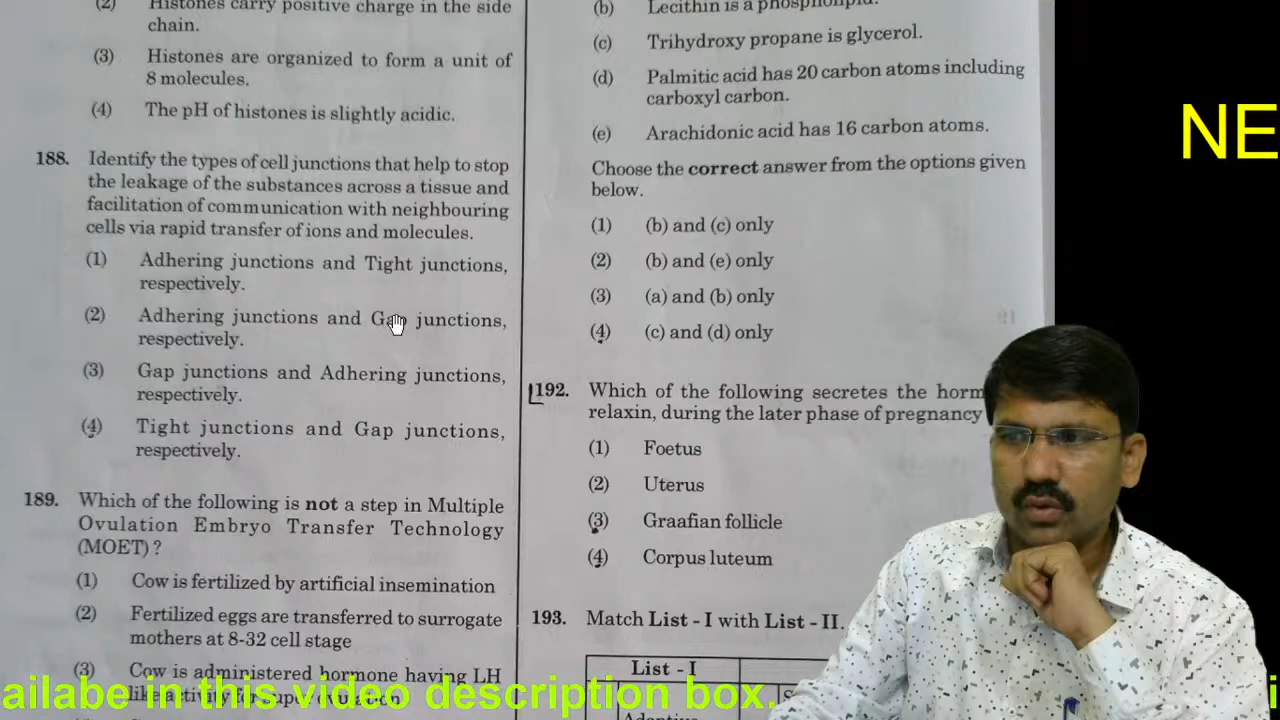 (2) Histones carry positive charge in the side
chain.
(3) Histones are organized to form a unit of
8 molecules.
(4) The pH of histones is slightly acidic.
188. Identify the types of cell junctions that help to stop
the leakage of the substances across a tissue and
facilitation of communication with neighbouring
cells via rapid transfer of ions and molecules.
(1) Adhering junctions and Tight junctions,
respectively.
(2) Adhering junctions and Gap junctions,
respectively.
(3) Gap junctions and Adhering junctions,
respectively.
(4) Tight junctions and Gap junctions,
respectively.
189. Which of the following is not a step in Multiple
Ovulation Embryo Transfer Technology
(MOET) ?
(1) Cow is fertilized by artificial insemination
(2) Fertilized eggs are transferred to surrogate
mothers at 8-32 cell stage
(3) Cow is administered hormone having LH
(b) Lecithin is a phospholipid.
(c) Trihydroxy propane is glycerol.
(d) Palmitic acid has 20 carbon atoms including
carboxyl carbon.
(e) Arachidonic acid has 16 carbon atoms.
Choose the correct answer from the options given
below.
(1) (b) and (c) only
(2) (b) and (e) only
(3) (a) and (b) only
(4) (c) and (d) only
192. Which of the following secretes the horm
relaxin, during the later phase of pregnancy
(1) Foetus
(2) Uterus
(3) Graafian follicle
(4) Corpus luteum
193. Match List - I with List - II.
List - I
NE
ailabe in this video description box.